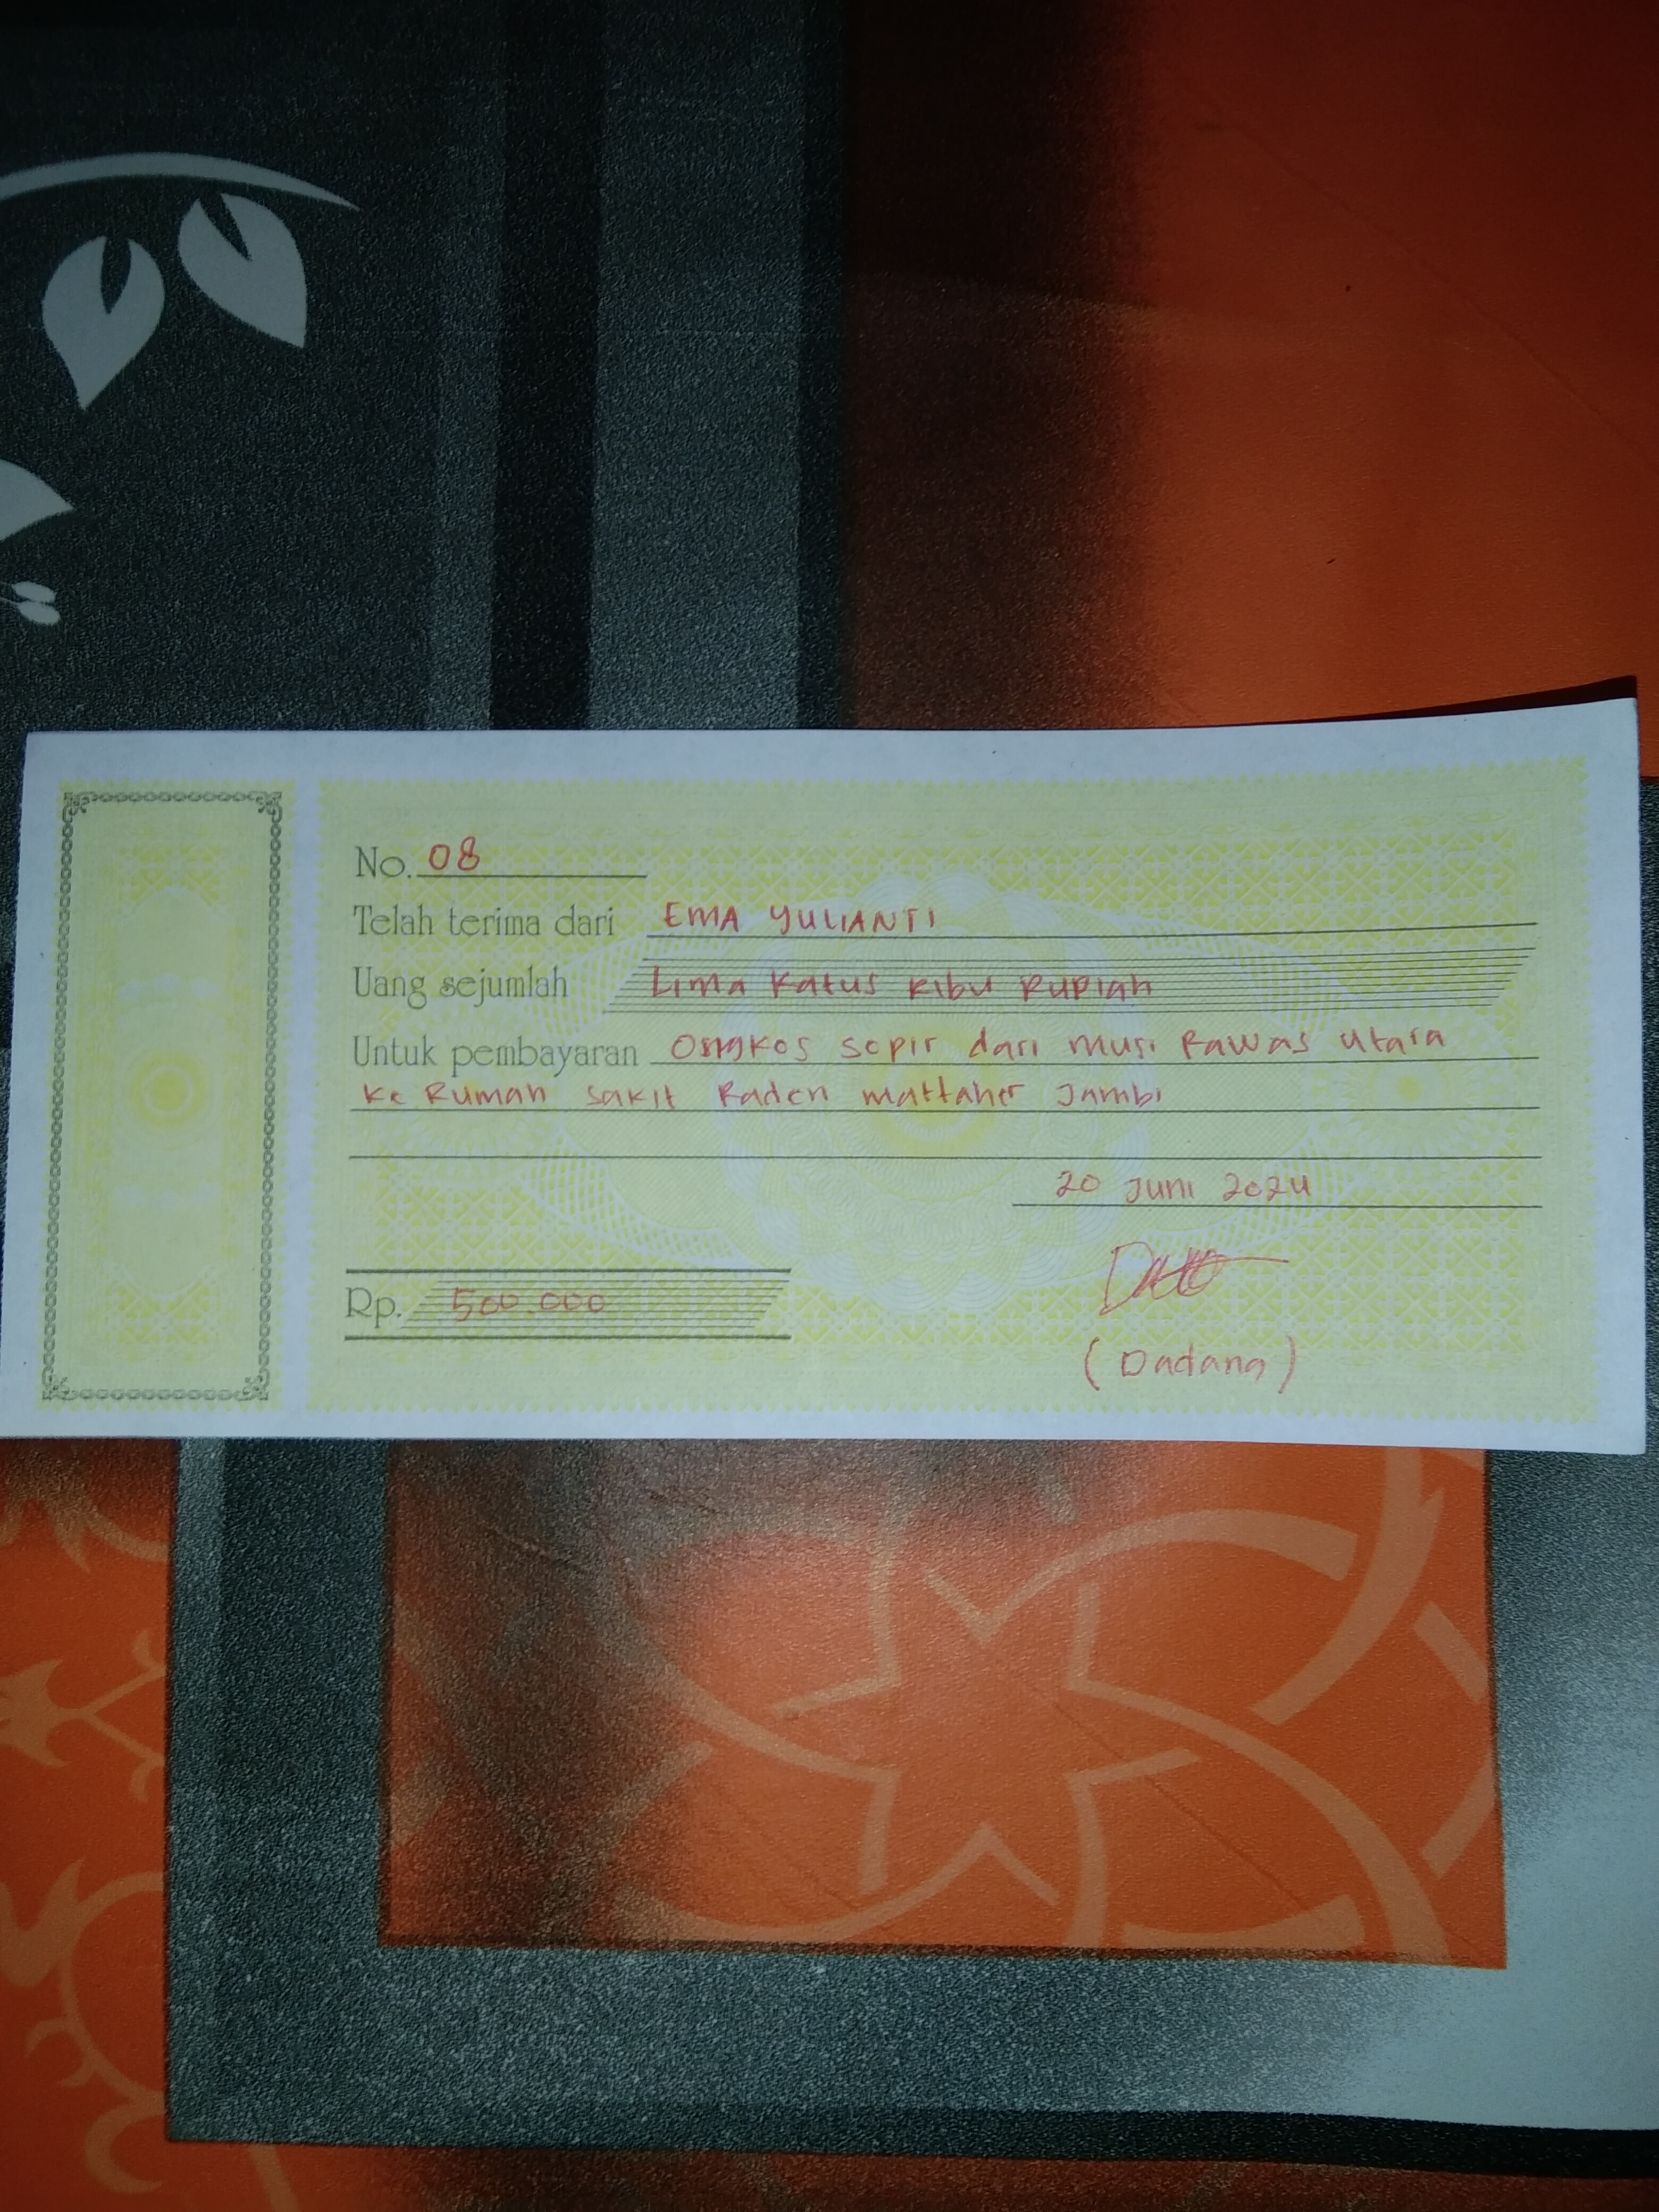 No. 08
Telah terima dari EMA YULIANTI
Uang sejumlah Lima Ratus Ribu Rupiah
Untuk pembayaran Ongkos sopir dari Musi Rawas Utara
Ke Rumah Sakit Raden Mattaher Jambi
20 Juni 2024
Rp. 500.000
(Dadang)